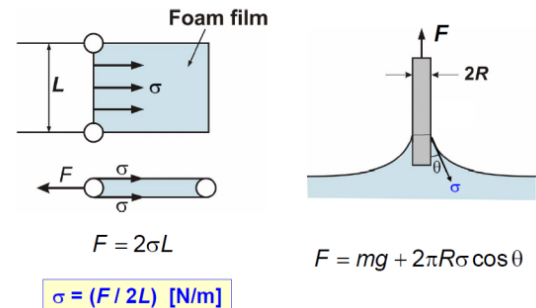 Foam film
L
σ
F
σ
σ
F = 2σL
σ = (F / 2L) [N/m]
F
2R
θ
σ
F = mg + 2πRσ cos θ